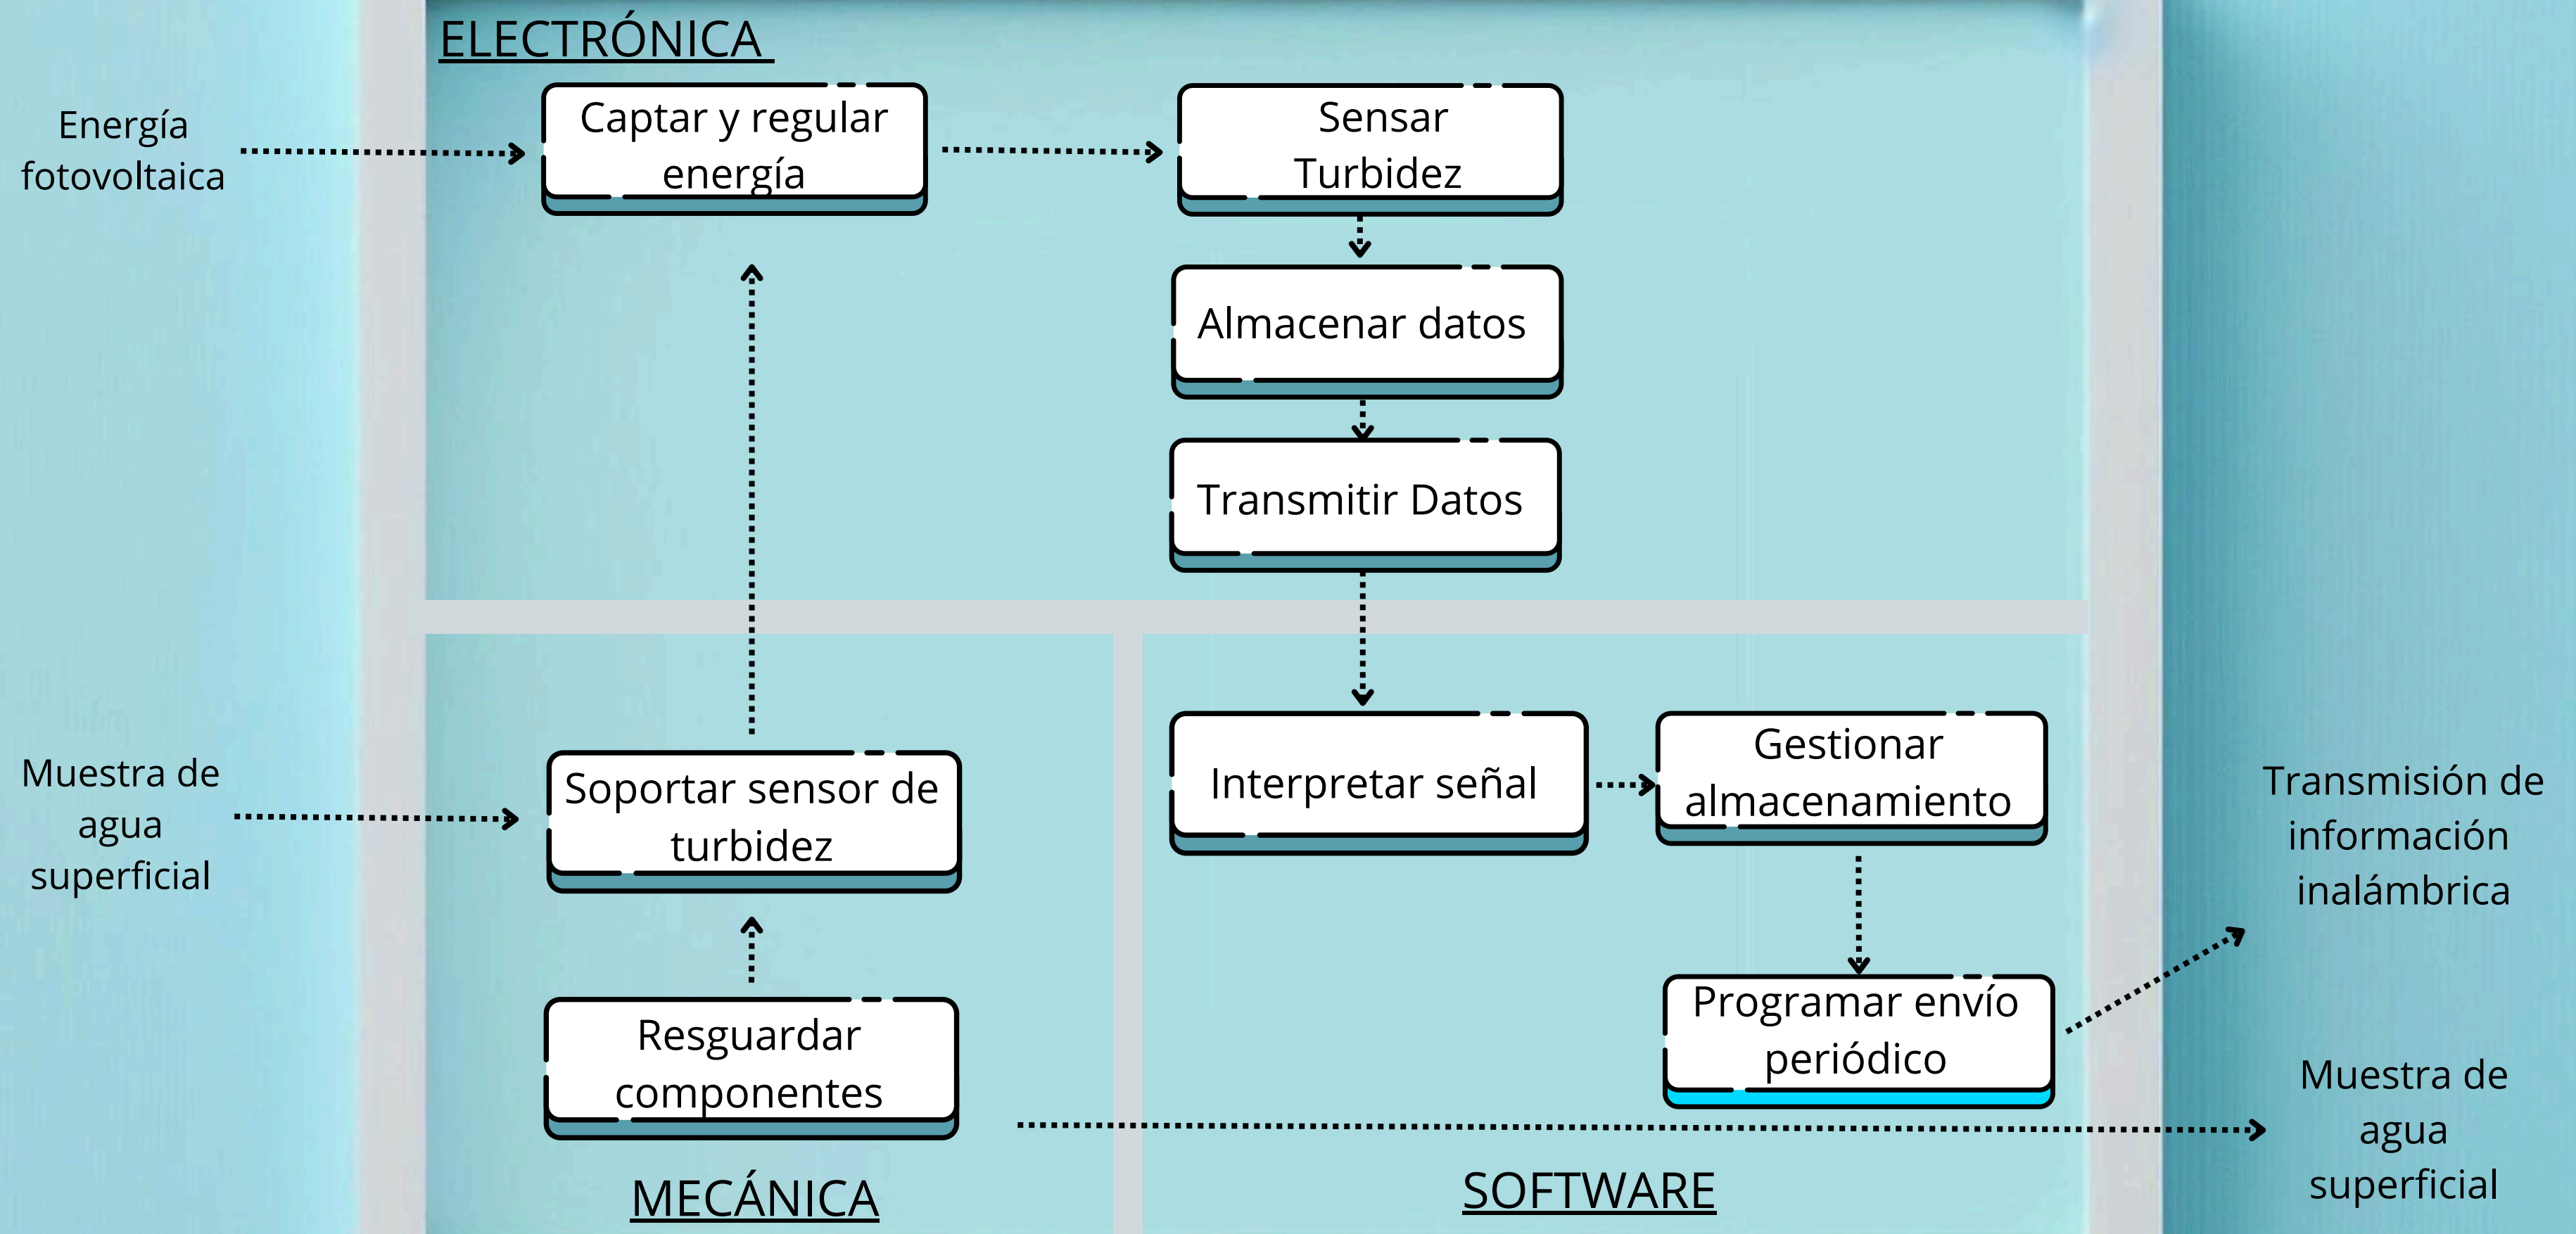 ELECTRÓNICA
Energía
fotovoltaica
Captar y regular
energía
Sensar
Turbidez
Almacenar datos
Transmitir Datos
Muestra de
agua
superficial
Soportar sensor de
turbidez
Resguardar
componentes
MECÁNICA
Interpretar señal
Gestionar
almacenamiento
Programar envío
periódico
SOFTWARE
Transmisión de
información
inalámbrica
Muestra de
agua
superficial